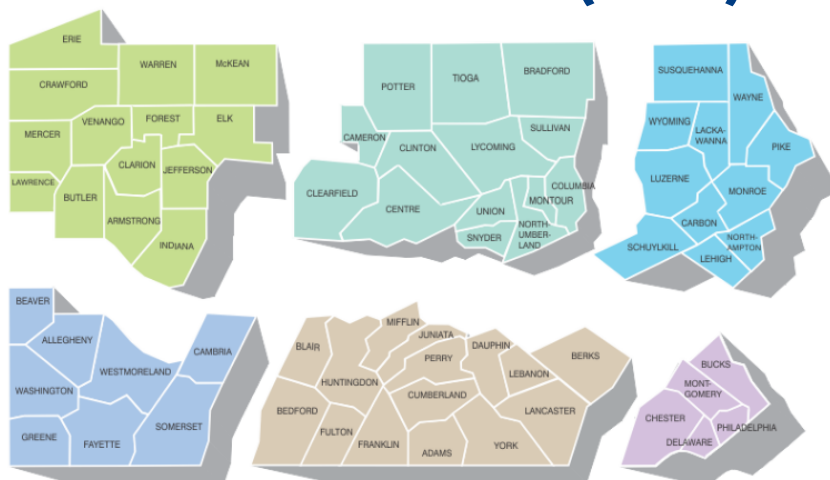 ERIE
WARREN
McKEAN
CRAWFORD
VENANGO
FOREST
ELK
MERCER
CLARION
JEFFERSON
LAWRENCE
BUTLER
ARMSTRONG
INDIANA
POTTER
TIOGA
BRADFORD
CAMERON
CLINTON
LYCOMING
SULLIVAN
CLEARFIELD
CENTRE
UNION
COLUMBIA
MONTOUR
SNYDER
NORTH-
UMBER-
LAND
SUSQUEHANNA
WAYNE
WYOMING
LACKA-
WANNA
PIKE
LUZERNE
MONROE
CARBON
SCHUYLKILL
NORTH-
AMPTON
LEHIGH
BEAVER
ALLEGHENY
WESTMORELAND
CAMBRIA
WASHINGTON
GREENE
FAYETTE
SOMERSET
MIFFLIN
JUNIATA
BLAIR
PERRY
DAUPHIN
BERKS
HUNTINGDON
LEBANON
CUMBERLAND
BEDFORD
LANCASTER
FULTON
FRANKLIN
ADAMS
YORK
BUCKS
MONT-
GOMERY
CHESTER
PHILADELPHIA
DELAWARE